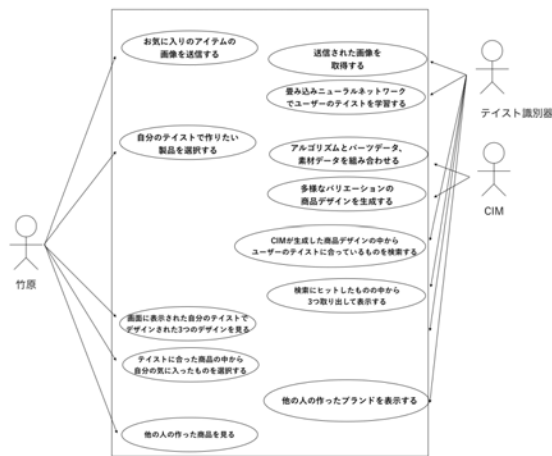 お気に入りのアイテムの
画像を送信する
送信された画像を
取得する
畳み込みニューラルネットワーク
でユーザーのテイストを学習する
テイスト識別器
自分のテイストで作りたい
製品を選択する
アルゴリズムとパーツデータ、
素材データを組み合わせる
多様なバリエーションの
商品デザインを生成する
CIM
CIMが生成した商品デザインの中から
ユーザーのテイストに合っているものを検索する
竹原
検索にヒットしたものの中から
3つ取り出して表示する
画面に表示された自分のテイストで
デザインされた3つのデザインを見る
テイストに合った商品の中から
自分の気に入ったものを選択する
他の人の作ったブランドを表示する
他の人の作った商品を見る